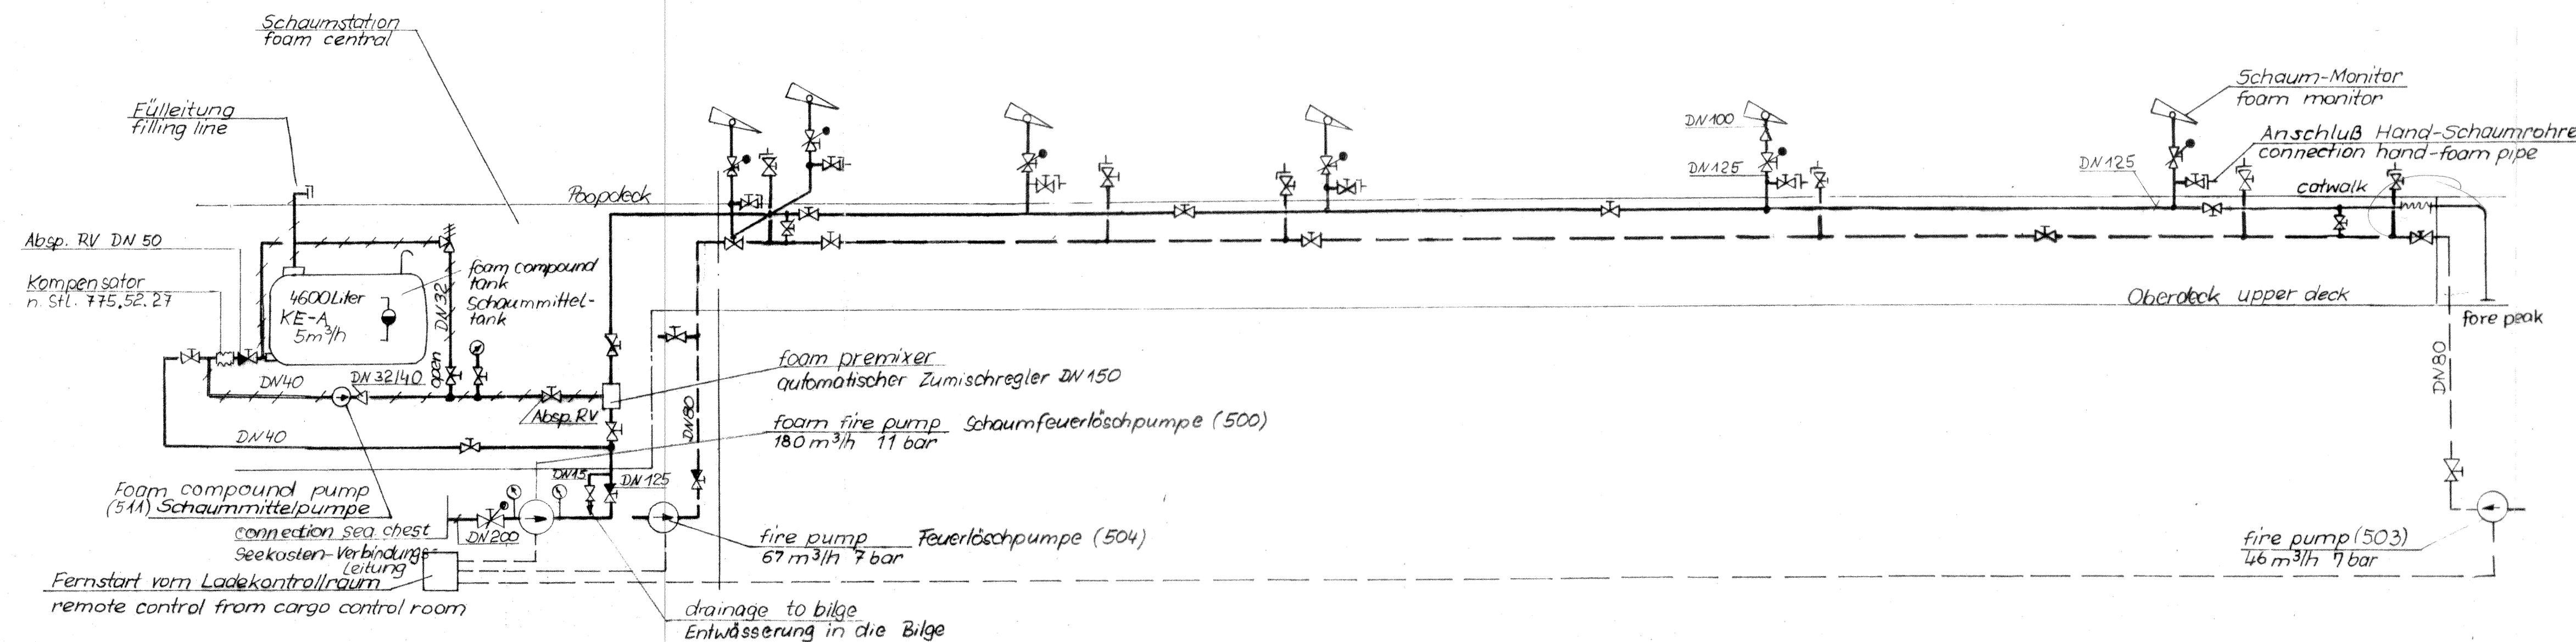 Schaumstation
foam central
Fülleitung
filling line
Absp. RV DN 50
Kompensator
n. Stl. 775.52.27
4600 Liter
KE-A
5m³/h
foam compound
tank
Schaummittel-
tank
DN32
open
DN40
DN 32/40
Absp. RV
DN 40
Poopdeck
foam premixer
automatischer Zumischregler DN 150
foam fire pump Schaumfeuerlöschpumpe (500)
180 m³/h 11 bar
DN80
DN15
DN 125
Foam compound pump
(511) Schaummittelpumpe
connection sea chest
Seekasten-Verbindungs-
leitung
DN200
Fernstart vom Ladekontrollraum
remote control from cargo control room
fire pump Feuerlöschpumpe (504)
67 m³/h 7 bar
drainage to bilge
Entwässerung in die Bilge
DN 100
DN125
DN 125
Schaum-Monitor
foam monitor
Anschluß Hand-Schaumrohre
connection hand-foam pipe
catwalk
Oberdeck upper deck
fore peak
DN80
fire pump (503)
46 m³/h 7 bar